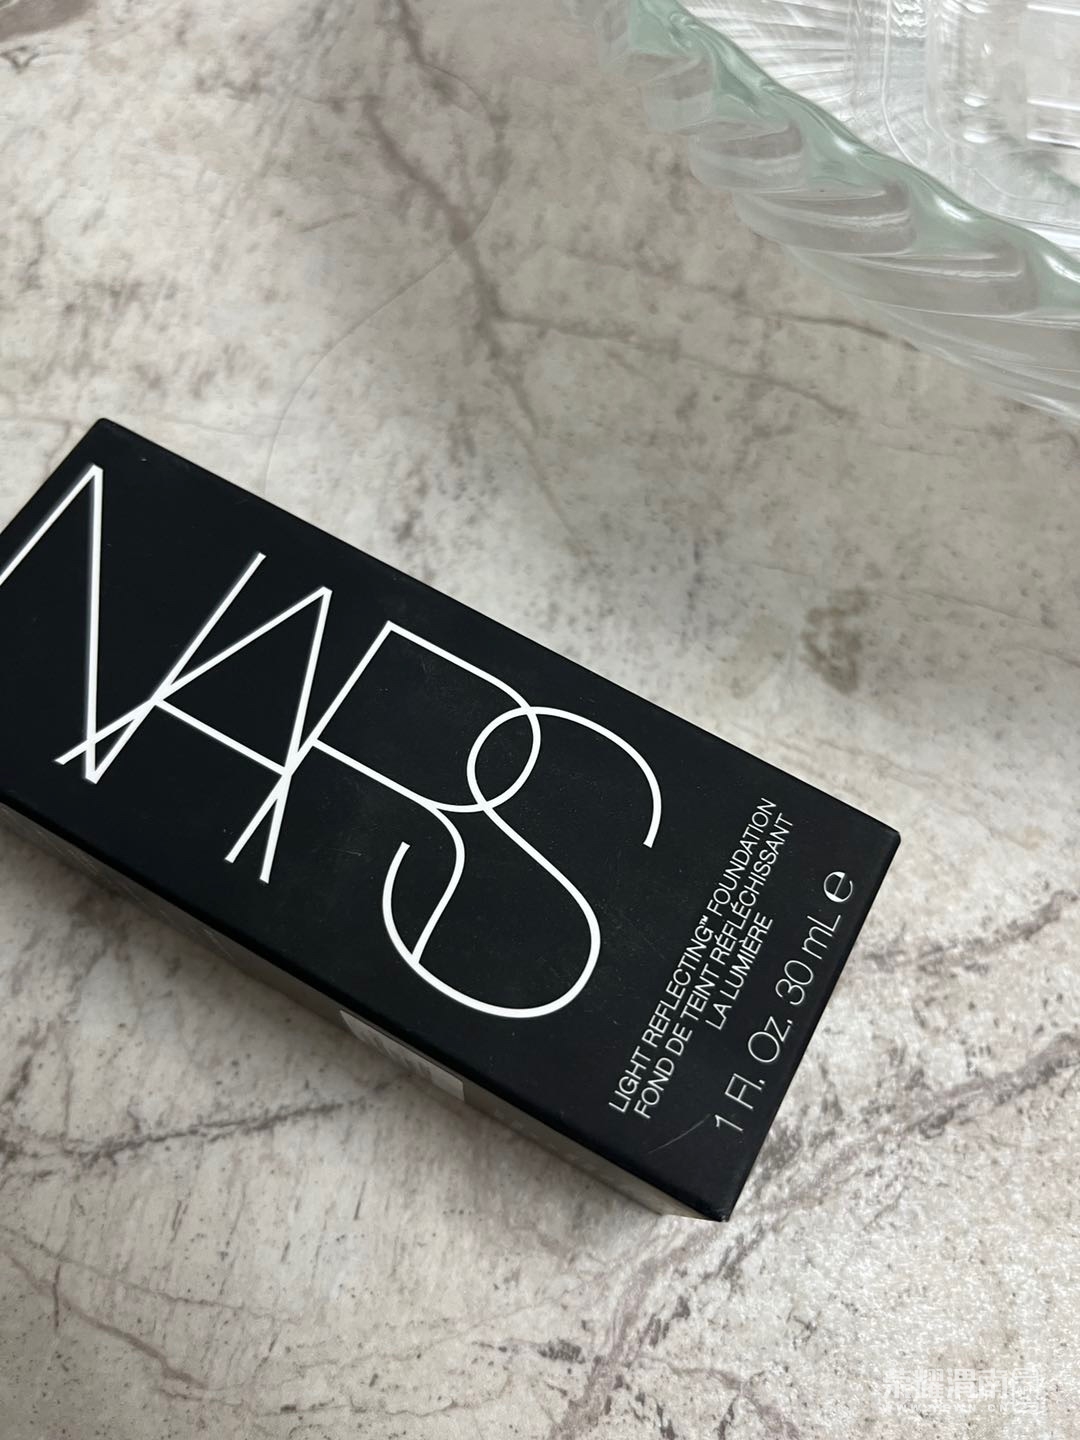 NARS
LIGHT REFLECTING™ FOUNDATION
FOND DE TEINT RÉFLÉCHISSANT
LA LUMIÈRE
1 Fl. Oz. 30 mL ℮